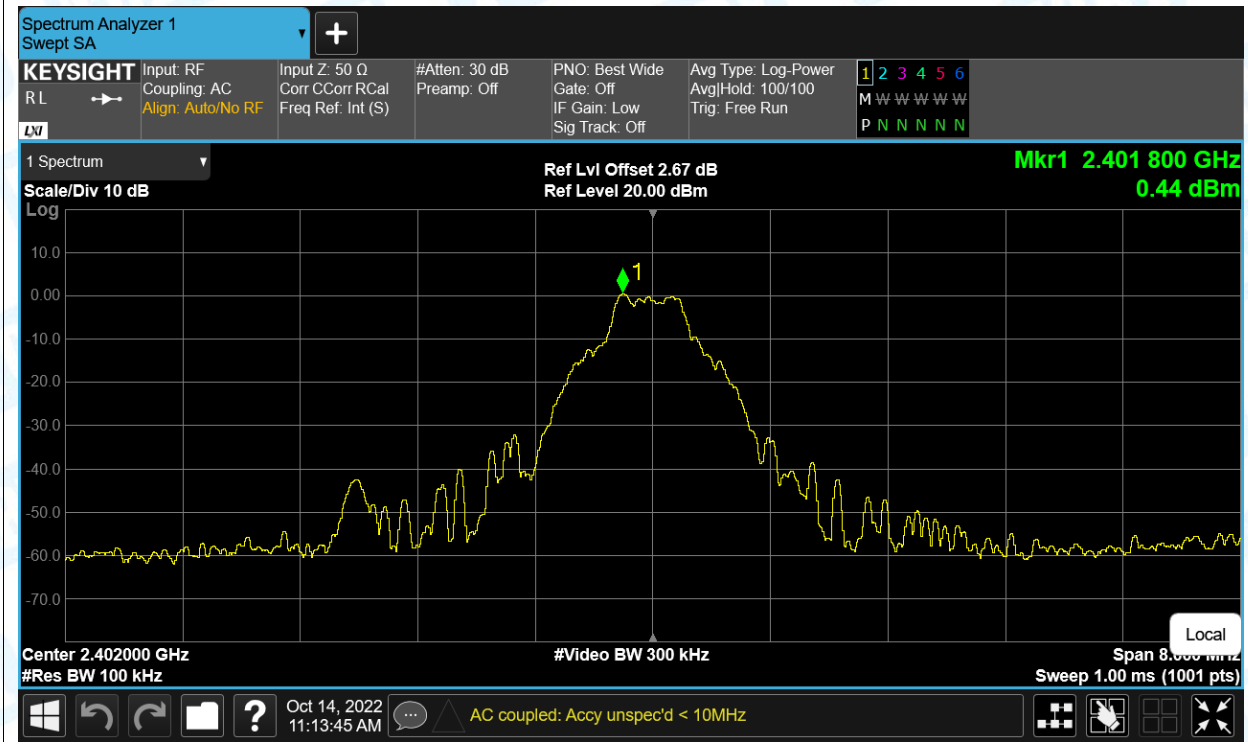 Spectrum Analyzer 1
Swept SA
KEYSIGHT
R L
LXI
Input: RF
Coupling: AC
Align: Auto/No RF
Input Z: 50 Ω
Corr CCorr RCal
Freq Ref: Int (S)
#Atten: 30 dB
Preamp: Off
PNO: Best Wide
Gate: Off
IF Gain: Low
Sig Track: Off
Avg Type: Log-Power
Avg|Hold: 100/100
Trig: Free Run
1 2 3 4 5 6
M W W W W W
P N N N N N
1 Spectrum
Scale/Div 10 dB
Log
Ref Lvl Offset 2.67 dB
Ref Level 20.00 dBm
Mkr1 2.401 800 GHz
0.44 dBm
1
10.0
0.00
-10.0
-20.0
-30.0
-40.0
-50.0
-60.0
-70.0
Local
Center 2.402000 GHz
#Video BW 300 kHz
Span
#Res BW 100 kHz
Sweep 1.00 ms (1001 pts)
?
Oct 14, 2022
11:13:45 AM
AC coupled: Accy unspec'd < 10MHz